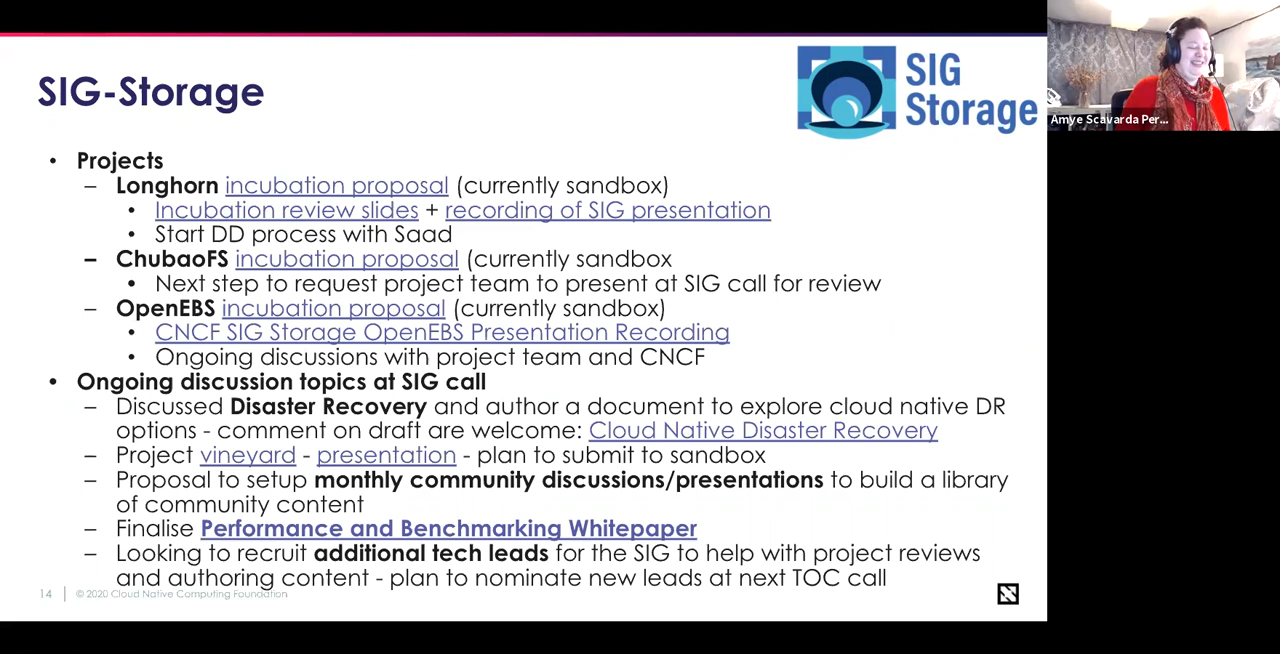 SIG-Storage
SIG
Storage
Amye Scavarda Per...
• Projects
– Longhorn incubation proposal (currently sandbox)
• Incubation review slides + recording of SIG presentation
• Start DD process with Saad
– ChubaoFS incubation proposal (currently sandbox
• Next step to request project team to present at SIG call for review
– OpenEBS incubation proposal (currently sandbox)
• CNCF SIG Storage OpenEBS Presentation Recording
• Ongoing discussions with project team and CNCF
• Ongoing discussion topics at SIG call
– Discussed Disaster Recovery and author a document to explore cloud native DR
options - comment on draft are welcome: Cloud Native Disaster Recovery
– Project vineyard - presentation - plan to submit to sandbox
– Proposal to setup monthly community discussions/presentations to build a library
of community content
– Finalise Performance and Benchmarking Whitepaper
– Looking to recruit additional tech leads for the SIG to help with project reviews
and authoring content - plan to nominate new leads at next TOC call
14 | © 2020 Cloud Native Computing Foundation